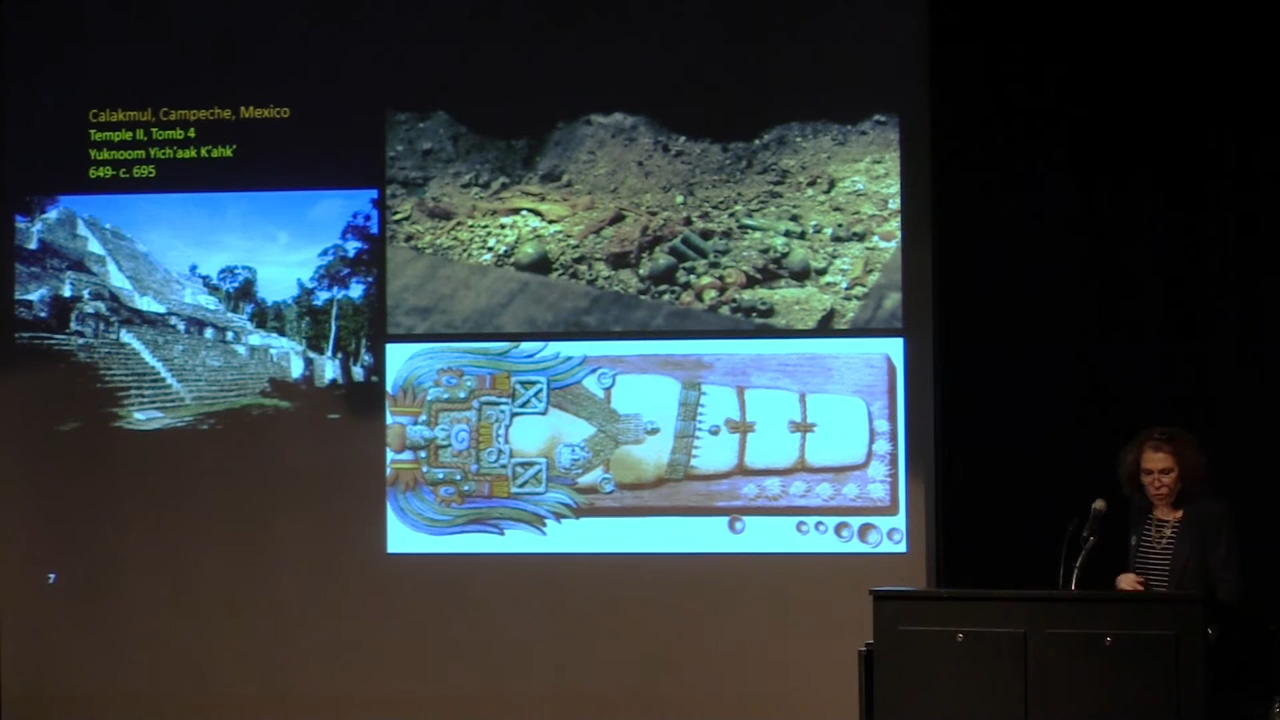 Calakmul, Campeche, Mexico
Temple II, Tomb 4
Yuknoom Yich'aak K'ahk'
649- c. 695
7